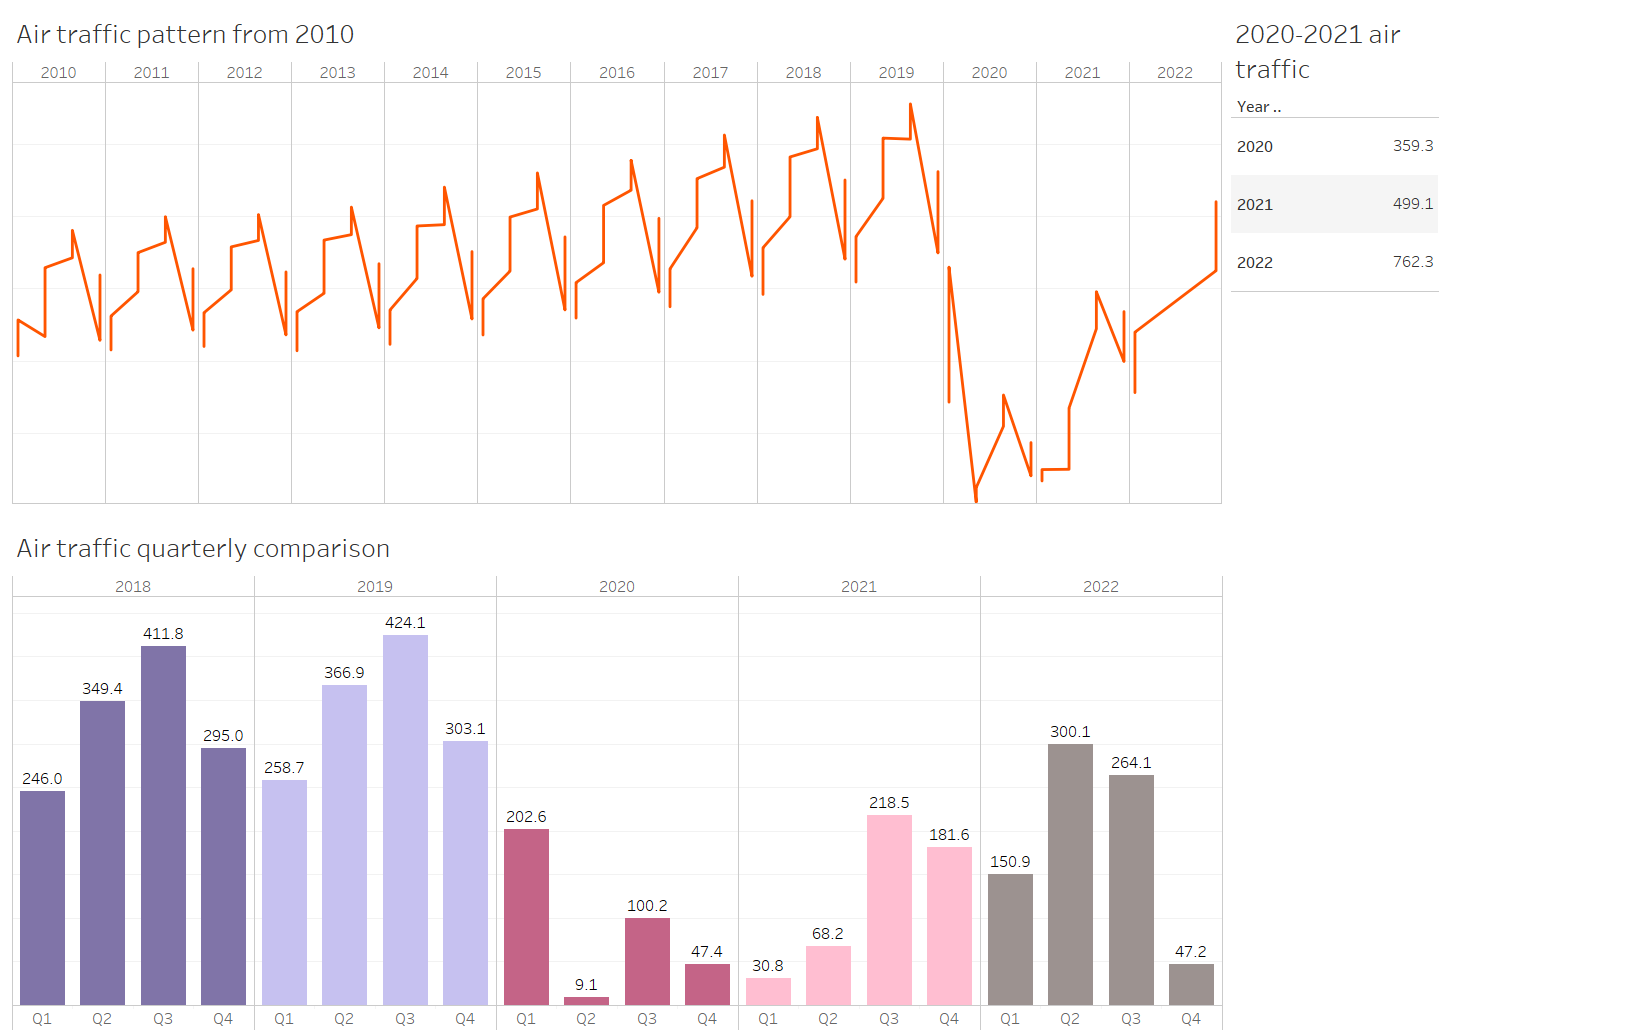 Air traffic pattern from 2010
2010 2011 2012 2013 2014 2015 2016 2017 2018 2019 2020 2021 2022
2020-2021 air
traffic
Year ..
2020 359.3
2021 499.1
2022 762.3
Air traffic quarterly comparison
2018 2019 2020 2021 2022
246.0 349.4 411.8 295.0 258.7 366.9 424.1 303.1 202.6 9.1 100.2 47.4 30.8 68.2 218.5 181.6 150.9 300.1 264.1 47.2
Q1 Q2 Q3 Q4 Q1 Q2 Q3 Q4 Q1 Q2 Q3 Q4 Q1 Q2 Q3 Q4 Q1 Q2 Q3 Q4